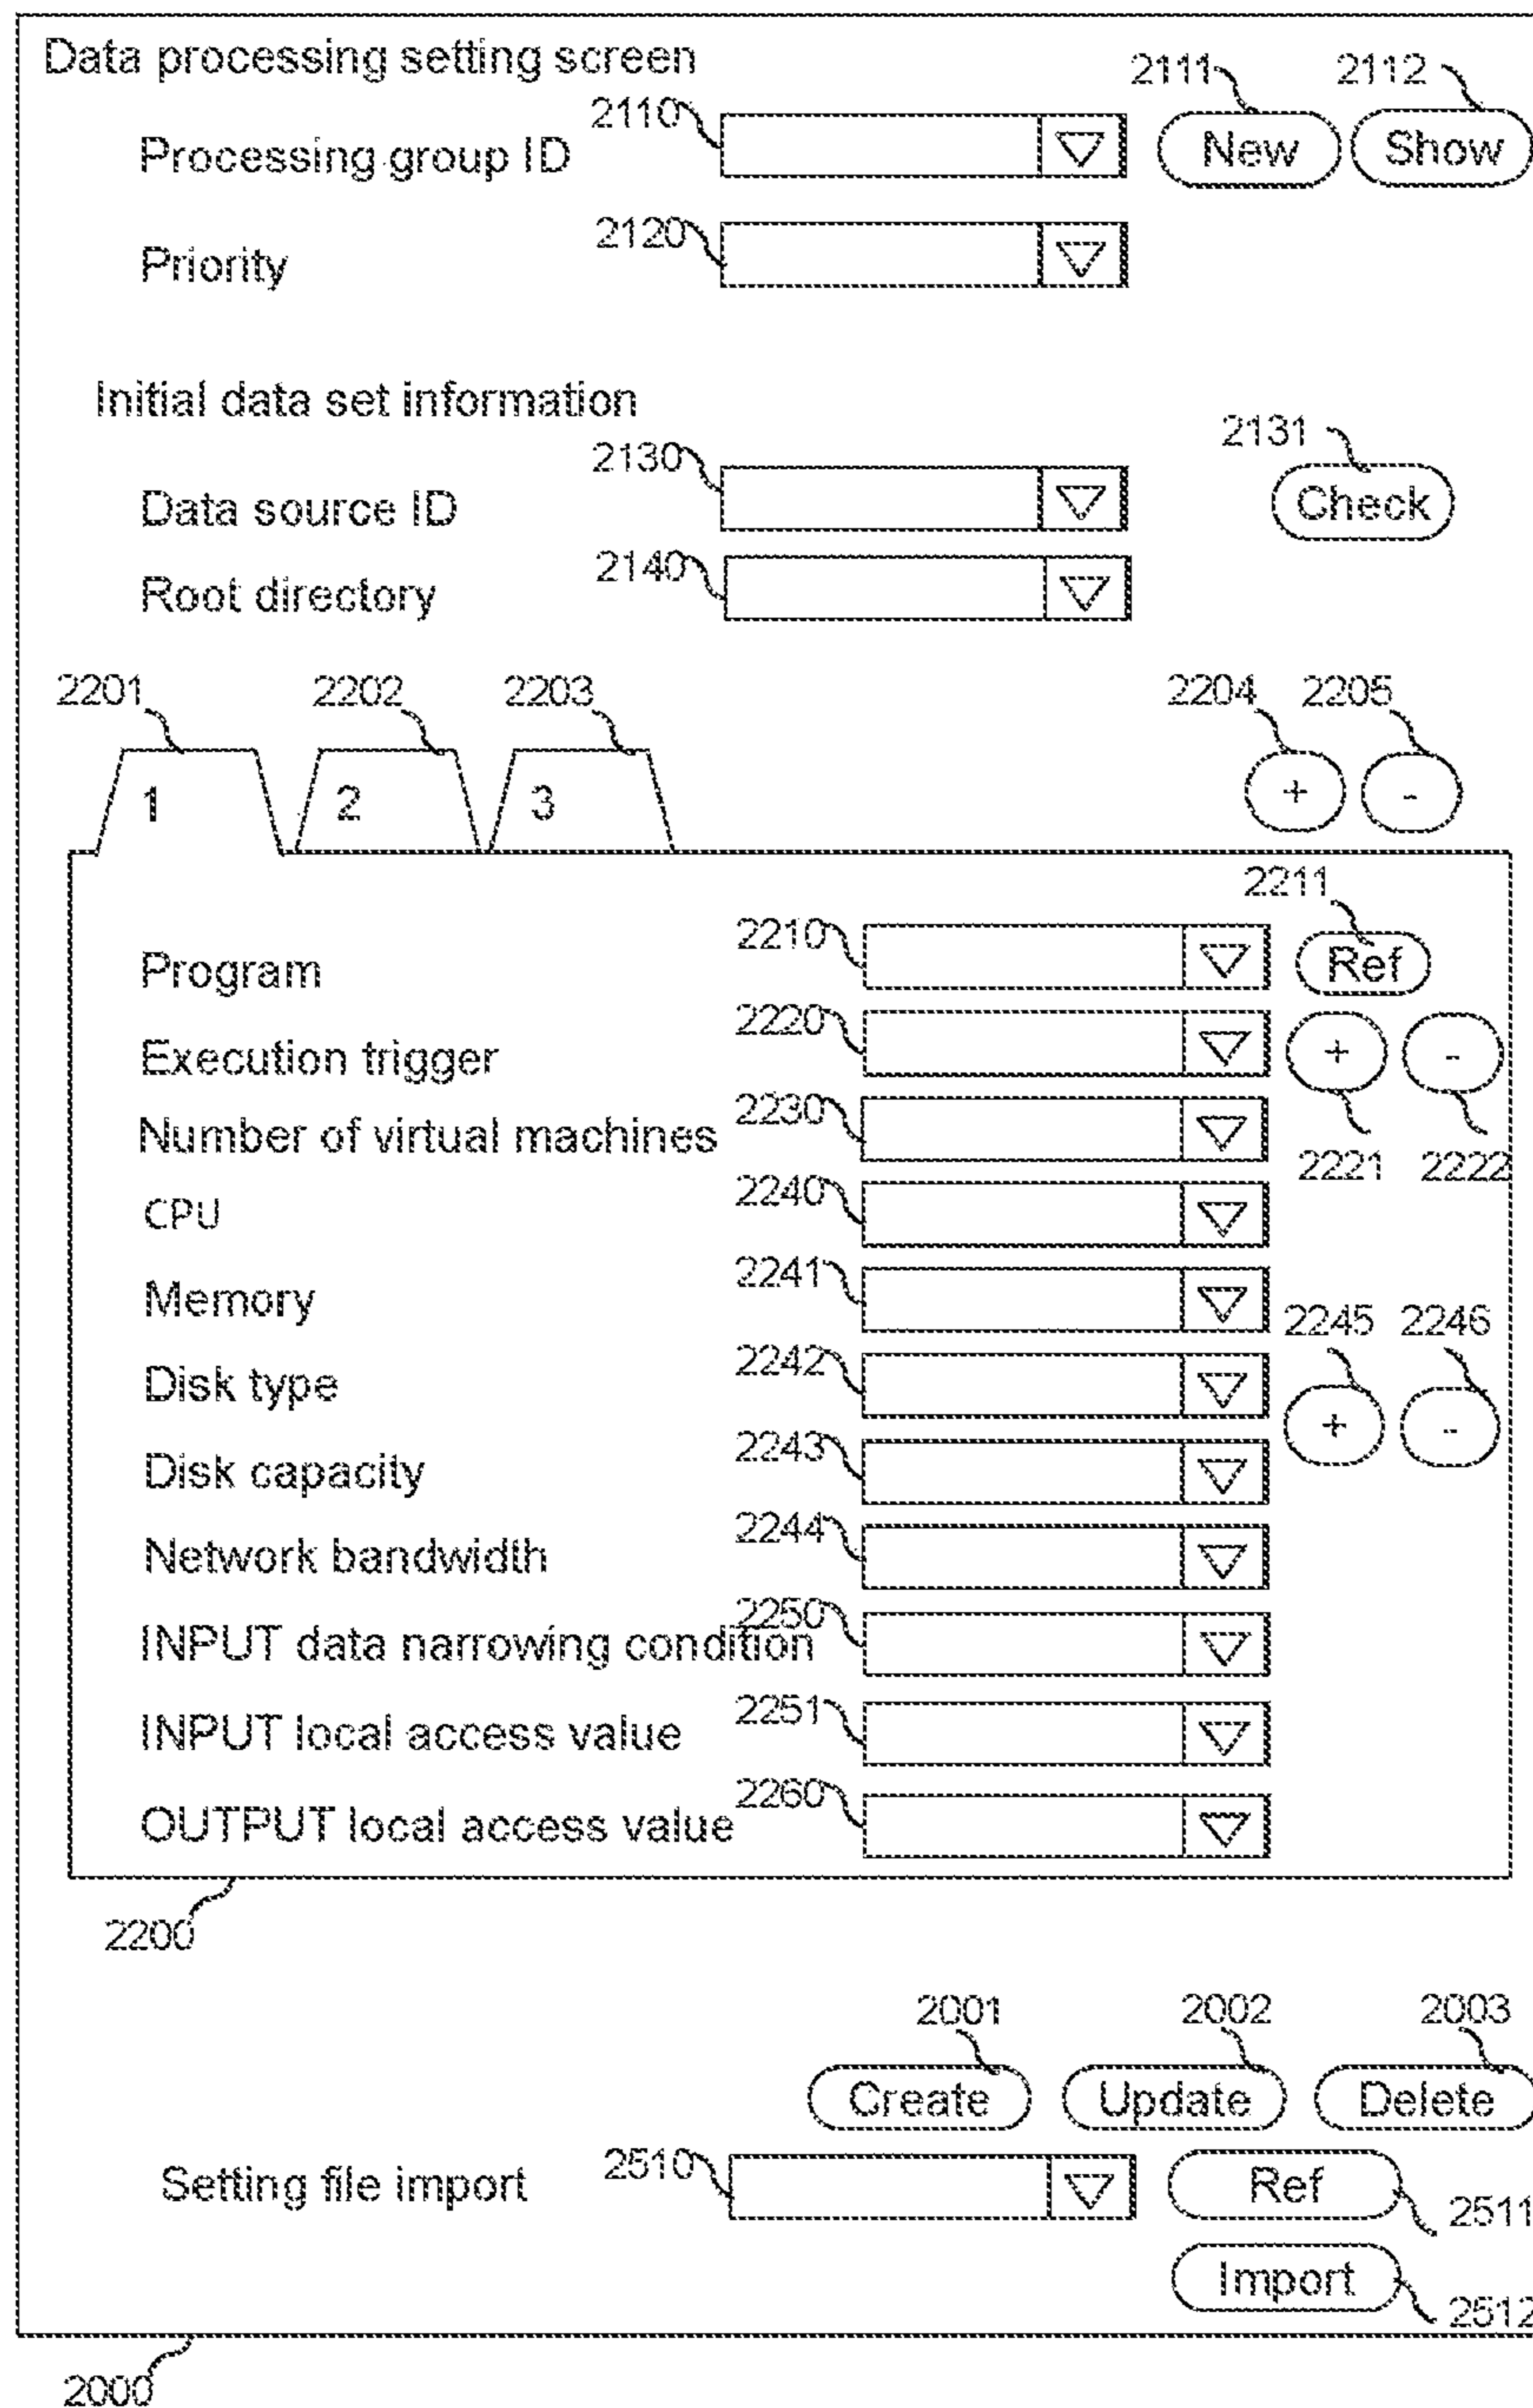 Data processing setting screen
2111 2112
Processing group ID 2110 New Show
Priority 2120
Initial data set information
2131
Data source ID 2130 Check
Root directory 2140
2201 2202 2203 2204 2205
1 2 3 + -
2211
Program 2210 Ref
Execution trigger 2220 + -
Number of virtual machines 2230 2221 2222
CPU 2240
Memory 2241
2245 2246
Disk type 2242 + -
Disk capacity 2243
Network bandwidth 2244
INPUT data narrowing condition 2250
INPUT local access value 2251
OUTPUT local access value 2260
2200
2001 2002 2003
Create Update Delete
Setting file import 2510 Ref 2511
Import 2512
2000